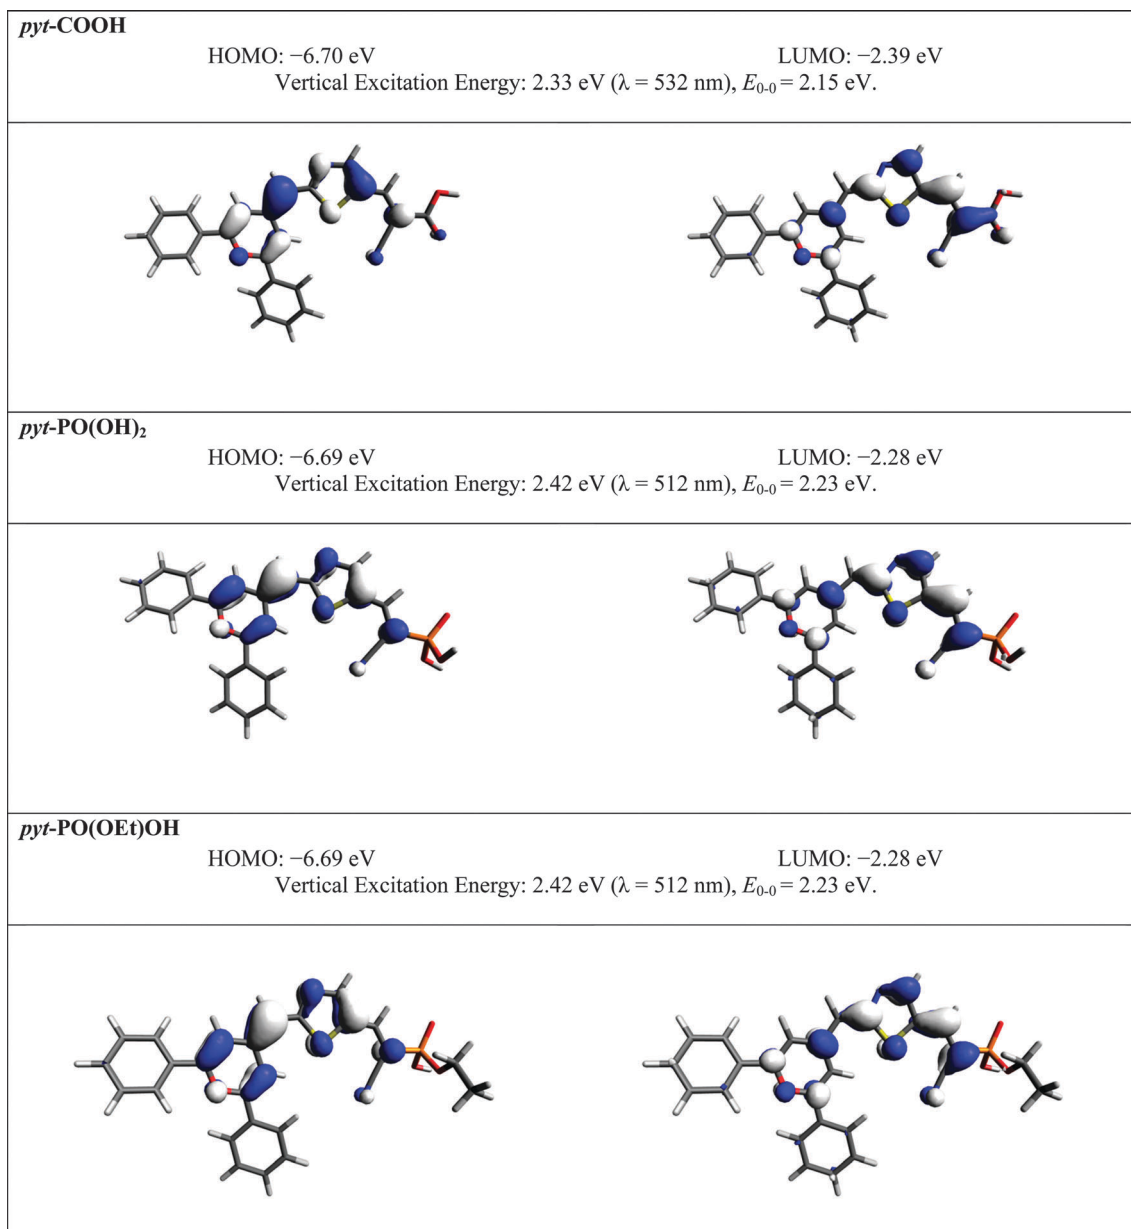 pyt-COOH
HOMO: −6.70 eV LUMO: −2.39 eV
Vertical Excitation Energy: 2.33 eV (λ = 532 nm), E0-0 = 2.15 eV.
pyt-PO(OH)2
HOMO: −6.69 eV LUMO: −2.28 eV
Vertical Excitation Energy: 2.42 eV (λ = 512 nm), E0-0 = 2.23 eV.
pyt-PO(OEt)OH
HOMO: −6.69 eV LUMO: −2.28 eV
Vertical Excitation Energy: 2.42 eV (λ = 512 nm), E0-0 = 2.23 eV.